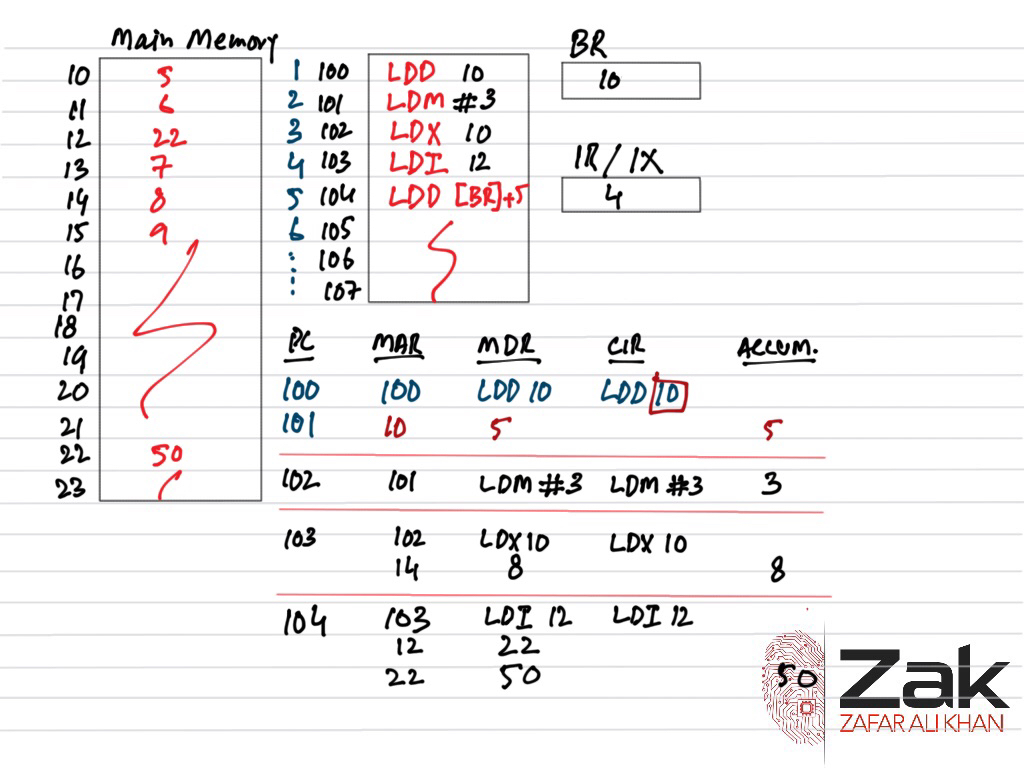 Main Memory
10 5
11 6
12 22
13 7
14 8
15 9
16
17
18
19
20
21
22 50
23
1 100 LDD 10
2 101 LDM #3
3 102 LDX 10
4 103 LDI 12
5 104 LDD [BR]+5
6 105
106
107
BR
10
IR / IX
4
PC MAR MDR CIR ACCUM.
100 100 LDD 10 LDD 10
101 10 5 5
102 101 LDM #3 LDM #3 3
103 102 LDX 10 LDX 10
14 8 8
104 103 LDI 12 LDI 12
12 22
22 50 50
Zak
ZAFAR ALI KHAN